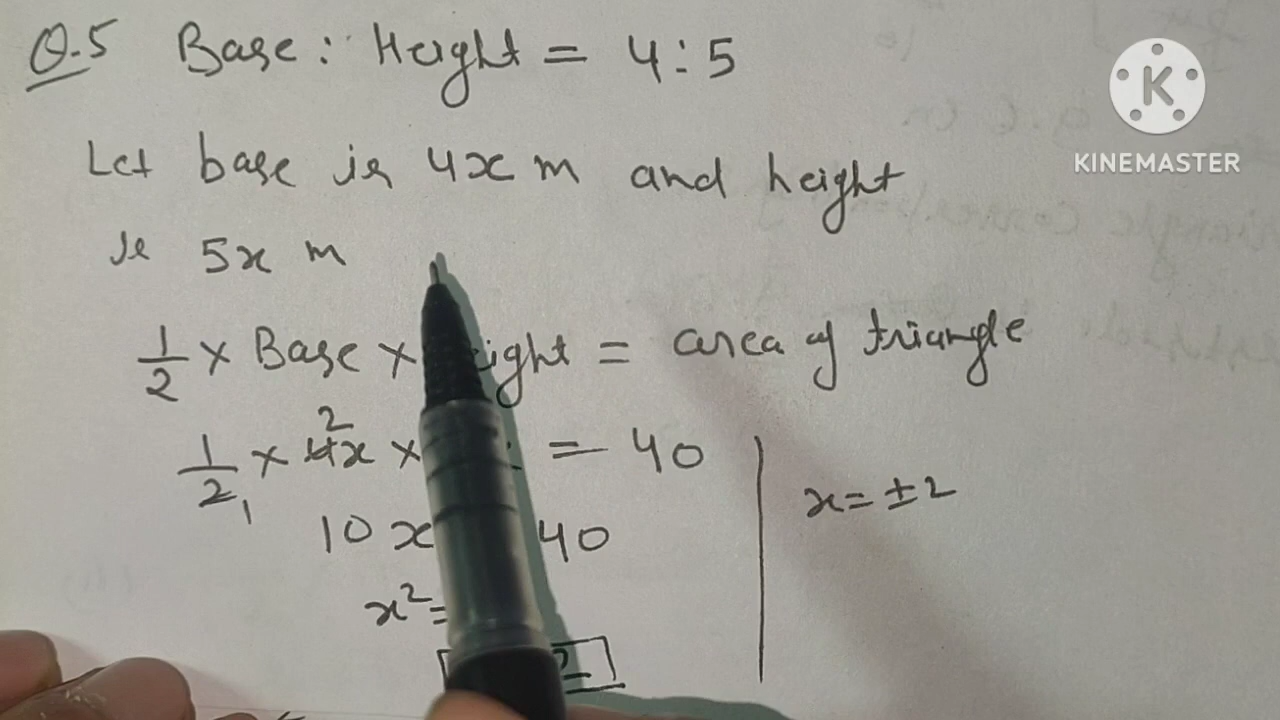 Q.5 Base : Height = 4 : 5
Let base is 4x m and height
is 5x m
1/2 × Base × ight = area of triangle
1/2 1 × 4x 2 × = 40
10 x 40
x² =
x = ±2
KINEMASTER